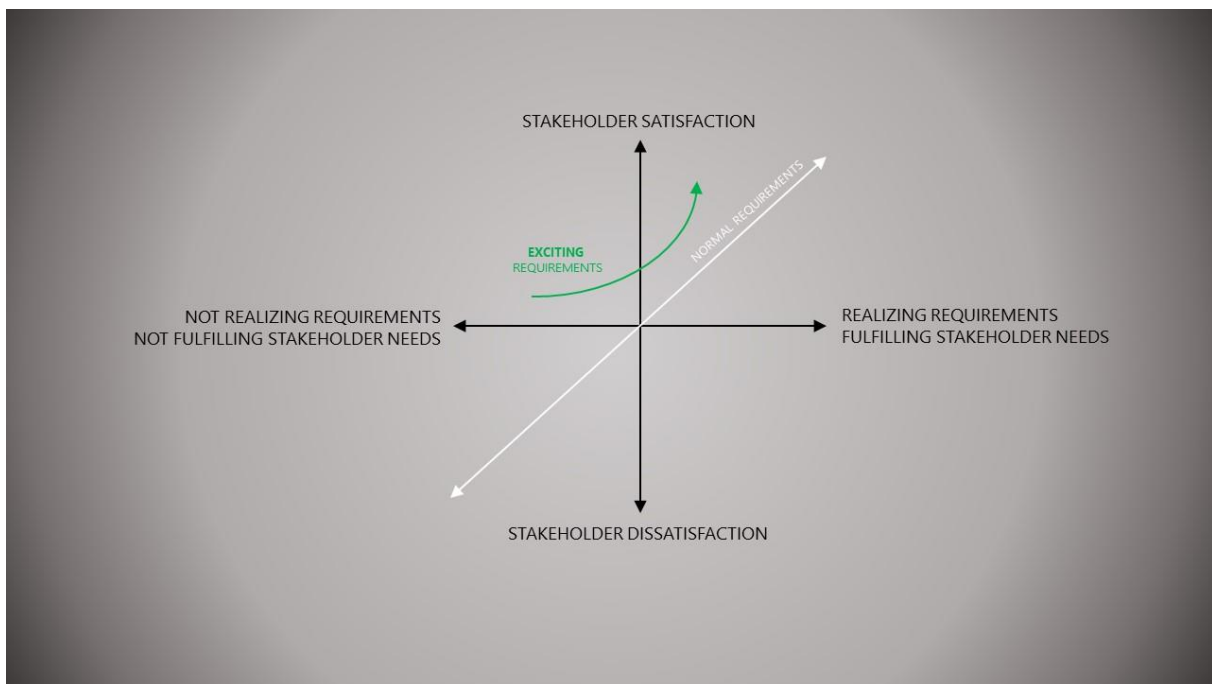 STAKEHOLDER SATISFACTION
NORMAL REQUIREMENTS
EXCITING
REQUIREMENTS
NOT REALIZING REQUIREMENTS
NOT FULFILLING STAKEHOLDER NEEDS
REALIZING REQUIREMENTS
FULFILLING STAKEHOLDER NEEDS
STAKEHOLDER DISSATISFACTION